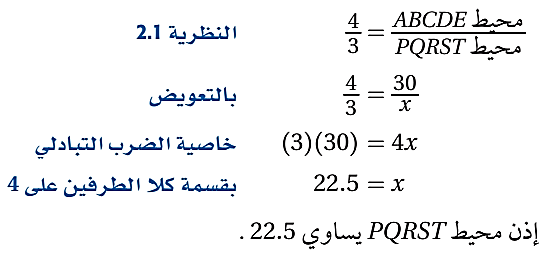 4/3 = محيط ABCDE / محيط PQRST النظرية 2.1
4/3 = 30/x بالتعويض
(3)(30) = 4x خاصية الضرب التبادلي
22.5 = x بقسمة كلا الطرفين على 4
إذن محيط PQRST يساوي 22.5 .